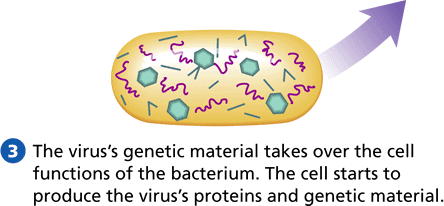 3 The virus's genetic material takes over the cell
functions of the bacterium. The cell starts to
produce the virus's proteins and genetic material.